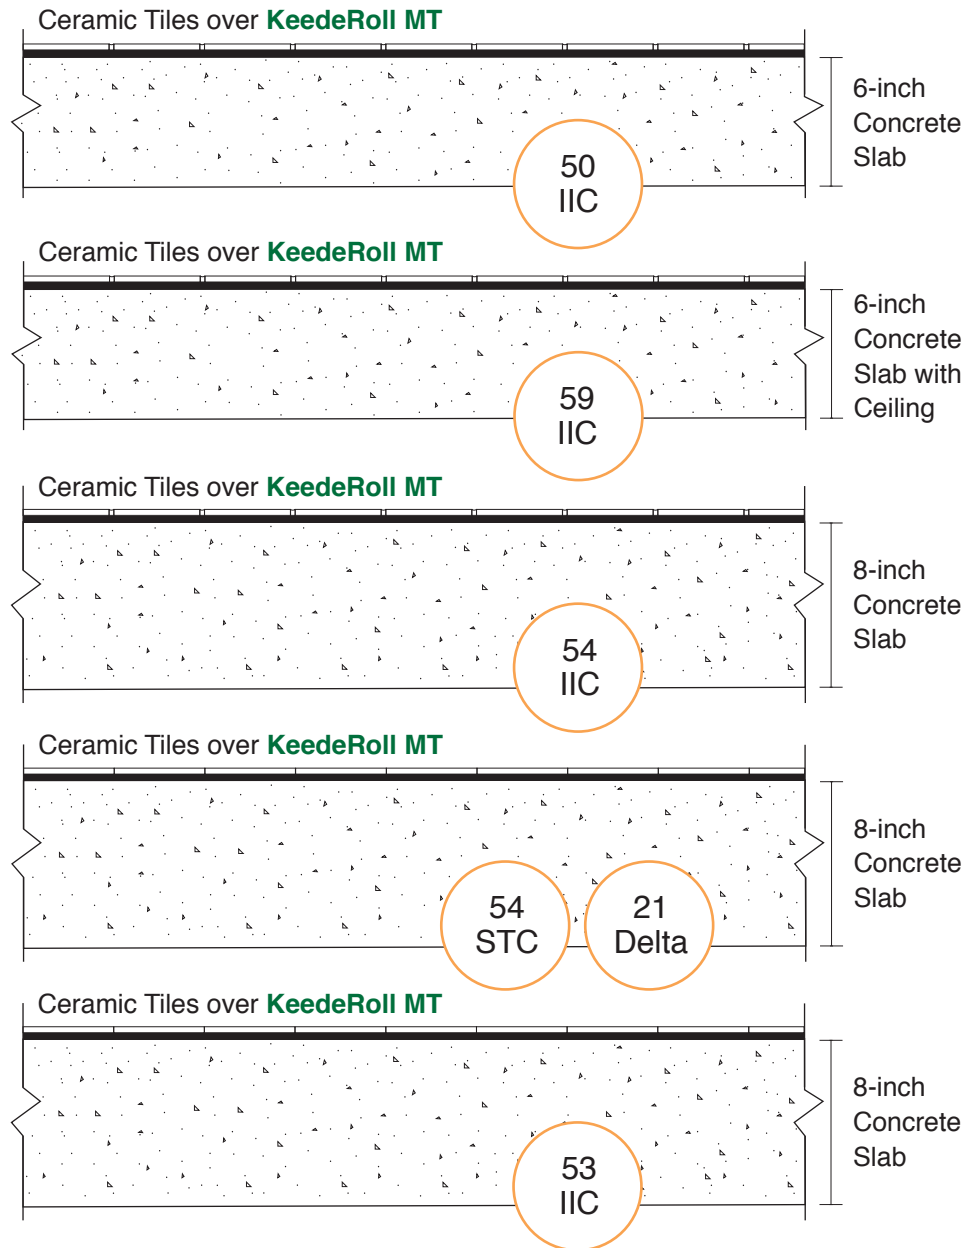 Ceramic Tiles over KeedeRoll MT
6-inch
Concrete
Slab
50
IIC
Ceramic Tiles over KeedeRoll MT
6-inch
Concrete
Slab with
Ceiling
59
IIC
Ceramic Tiles over KeedeRoll MT
8-inch
Concrete
Slab
54
IIC
Ceramic Tiles over KeedeRoll MT
8-inch
Concrete
Slab
54
STC
21
Delta
Ceramic Tiles over KeedeRoll MT
8-inch
Concrete
Slab
53
IIC